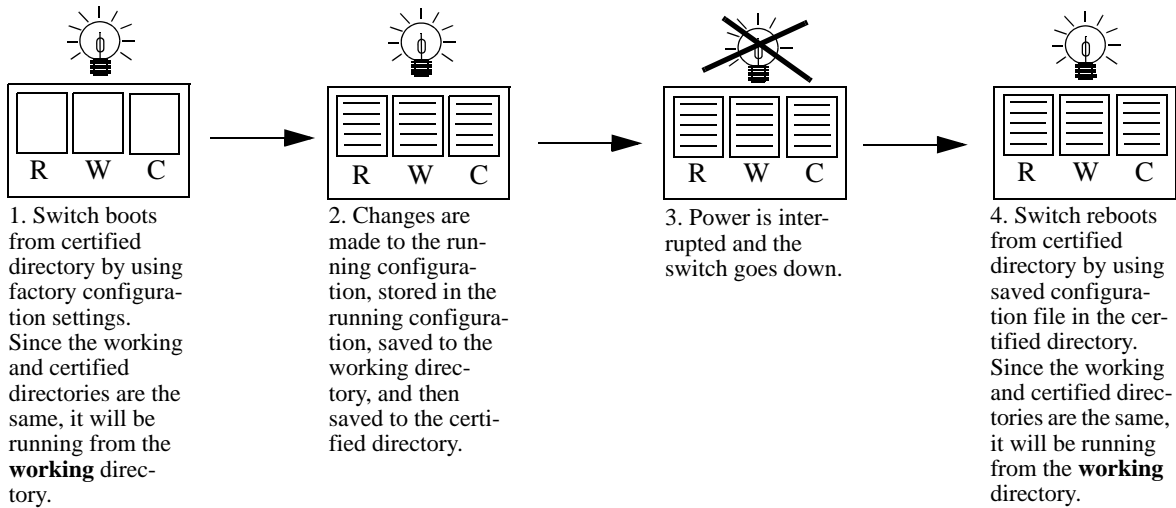 R W C
1. Switch boots
from certified
directory by using
factory configura-
tion settings.
Since the working
and certified
directories are the
same, it will be
running from the
working direc-
tory.
R W C
2. Changes are
made to the run-
ning configura-
tion, stored in the
running configura-
tion, saved to the
working direc-
tory, and then
saved to the certi-
fied directory.
R W C
3. Power is inter-
rupted and the
switch goes down.
R W C
4. Switch reboots
from certified
directory by using
saved configura-
tion file in the cer-
tified directory.
Since the working
and certified direc-
tories are the same,
it will be running
from the working
directory.